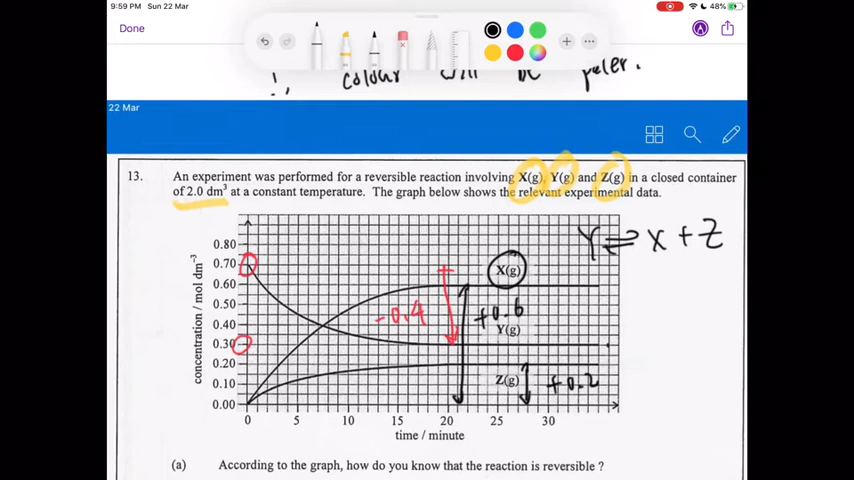 9:59 PM Sun 22 Mar
48%
Done
∴ colour will be paler.
22 Mar
13. An experiment was performed for a reversible reaction involving X(g), Y(g) and Z(g) in a closed container
of 2.0 dm³ at a constant temperature. The graph below shows the relevant experimental data.
Y ⇌ X + Z
concentration / mol dm⁻³
0.80
0.70
0.60
0.50
0.40
0.30
0.20
0.10
0.00
X(g)
-0.4
+0.6
Y(g)
Z(g)
+0.2
0 5 10 15 20 25 30
time / minute
(a) According to the graph, how do you know that the reaction is reversible ?